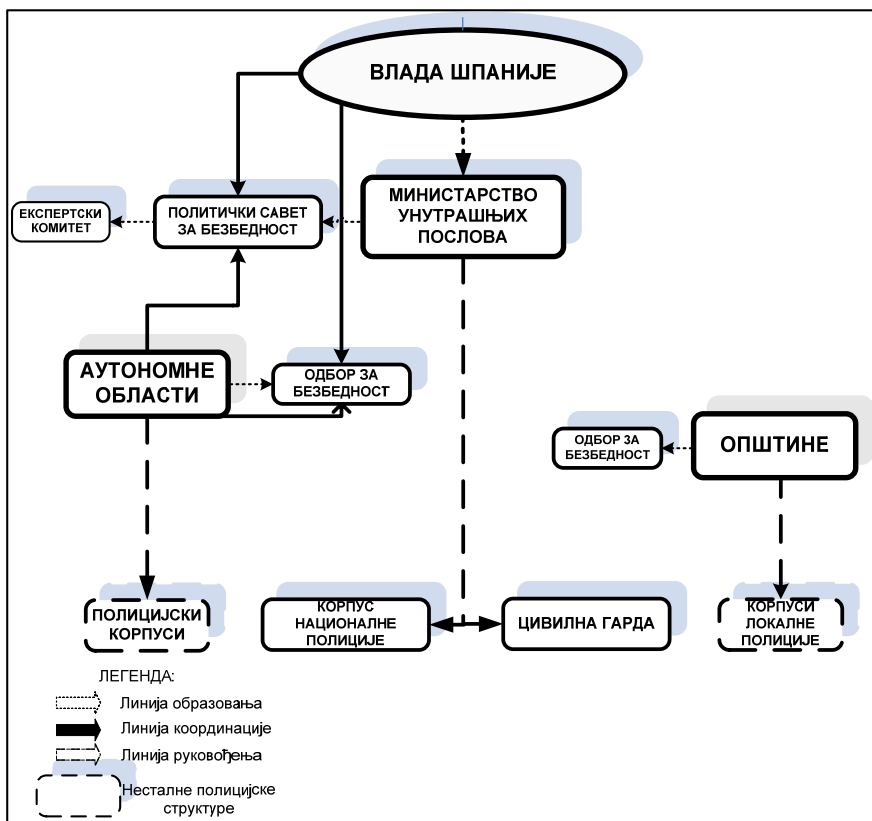 ВЛАДА ШПАНИЈЕ
МИНИСТАРСТВО
УНУТРАШЊИХ
ПОСЛОВА
ПОЛИТИЧКИ САВЕТ
ЗА БЕЗБЕДНОСТ
ЕКСПЕРТСКИ
КОМИТЕТ
АУТОНОМНЕ
ОБЛАСТИ
ОДБОР ЗА
БЕЗБЕДНОСТ
ОДБОР ЗА
БЕЗБЕДНОСТ
ОПШТИНЕ
ПОЛИЦИЈСКИ
КОРПУСИ
КОРПУС
НАЦИОНАЛНЕ
ПОЛИЦИЈЕ
ЦИВИЛНА ГАРДА
КОРПУСИ
ЛОКАЛНЕ
ПОЛИЦИЈЕ
ЛЕГЕНДА:
Линија образовања
Линија координације
Линија руковођења
Несталне полицијске
структуре